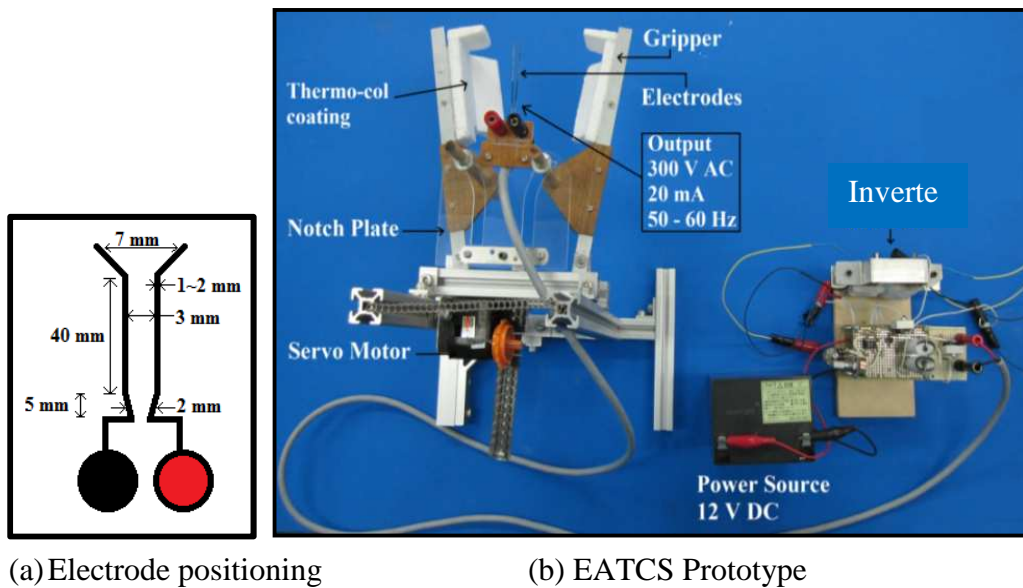 7 mm
1~2 mm
3 mm
40 mm
5 mm
2 mm
Thermo-col
coating
Gripper
Electrodes
Output
300 V AC
20 mA
50 - 60 Hz
Notch Plate
Servo Motor
Inverte
Power Source
12 V DC
(a) Electrode positioning
(b) EATCS Prototype